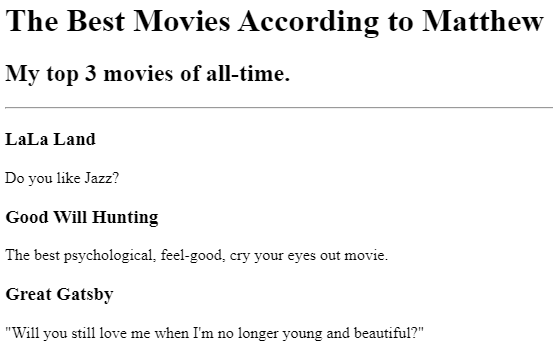 The Best Movies According to Matthew
My top 3 movies of all-time.
LaLa Land
Do you like Jazz?
Good Will Hunting
The best psychological, feel-good, cry your eyes out movie.
Great Gatsby
"Will you still love me when I'm no longer young and beautiful?"